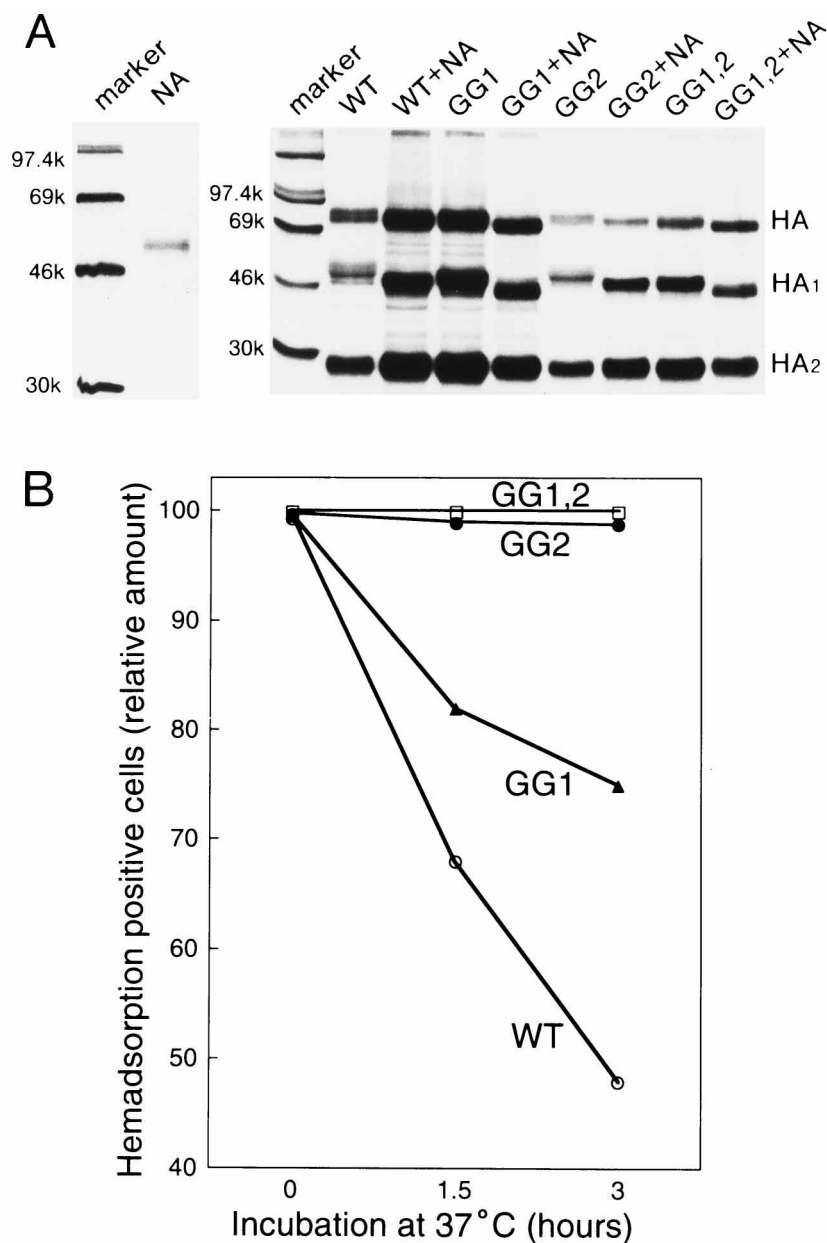 A
marker
NA
97.4k
69k
46k
30k
marker
WT
WT+NA
GG1
GG1+NA
GG2
GG2+NA
GG1,2
GG1,2+NA
97.4k
69k
46k
30k
HA
HA1
HA2
B
Hemadsorption positive cells (relative amount)
100
90
80
70
60
50
40
GG1,2
GG2
GG1
WT
0
1.5
3
Incubation at 37°C (hours)